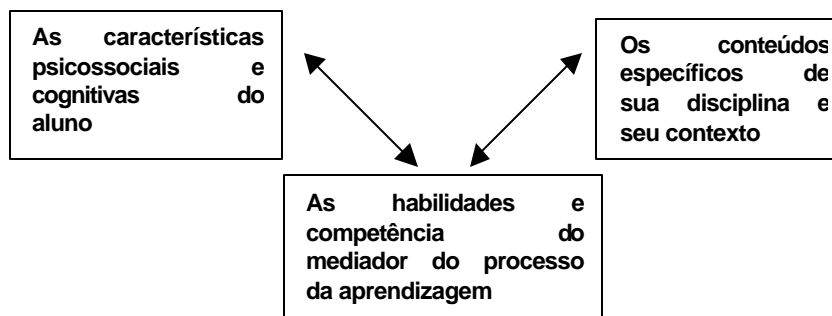 As características
psicossociais e
cognitivas do
aluno
Os conteúdos
específicos de
sua disciplina e
seu contexto
As habilidades e
competência do
mediador do processo
da aprendizagem